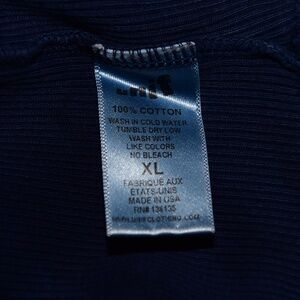 100% COTTON
WASH IN COLD WATER
TUMBLE DRY LOW
WASH WITH
LIKE COLORS
NO BLEACH
XL
FABRIQUE AUX
ETATS-UNIS
MADE IN USA